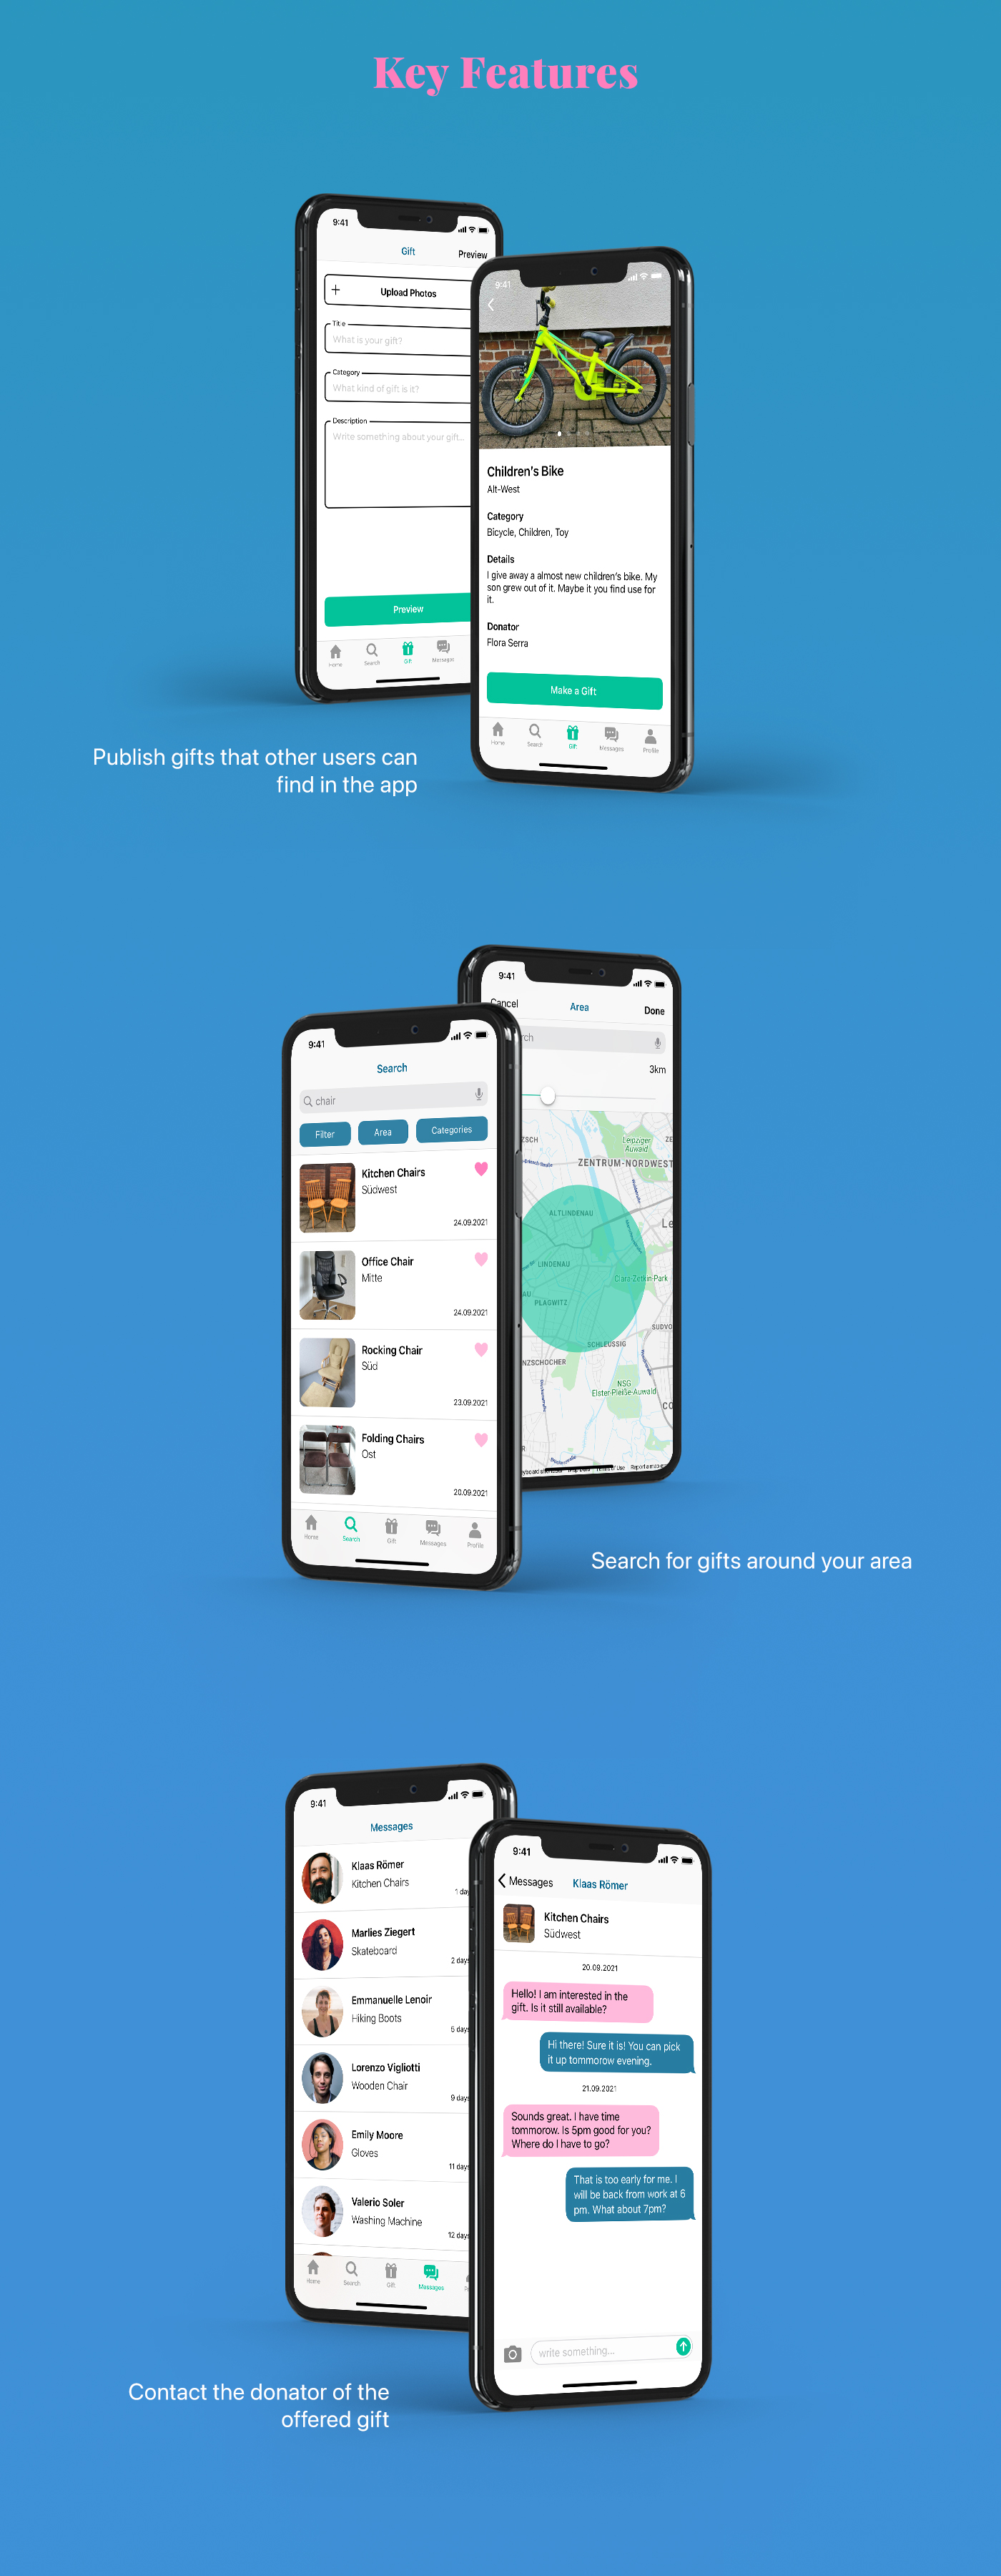 Key Features
9:41
Gift
Preview
+ Upload Photos
Title
What is your gift?
Category
What kind of gift is it?
Description
Write something about your gift...
Preview
Home Search Gift Messages
9:41
Children's Bike
Alt-West
Category
Bicycle, Children, Toy
Details
I give away a almost new children's bike. My
son grew out of it. Maybe it you find use for
it.
Donator
Flora Serra
Make a Gift
Home Search Gift Messages Profile
Publish gifts that other users can
find in the app
9:41
Search
chair
Filter Area Categories
Kitchen Chairs
Südwest
24.09.2021
Office Chair
Mitte
24.09.2021
Rocking Chair
Süd
23.09.2021
Folding Chairs
Ost
20.09.2021
Home Search Gift Messages Profile
9:41
Cancel Area Done
rch
3km
ZSCH
Leipziger
Auwald
ZE
ZENTRUM-NORDWEST
ALTLINDENAU
Le
LINDENAU
Clara-Zetkin-Park
AU
PLAGWITZ
SÜDVO
SCHLEUSSIG
NZSCHOCHER
NSG
Elster-Pleiße-Auwald
CO
Search for gifts around your area
9:41
Messages
Klaas Römer
Kitchen Chairs
1 day
Marlies Ziegert
Skateboard
2 days
Emmanuelle Lenoir
Hiking Boots
5 days
Lorenzo Vigliotti
Wooden Chair
9 days
Emily Moore
Gloves
11 days
Valerio Soler
Washing Machine
12 days
Home Search Gift Messages
9:41
Messages Klaas Römer
Kitchen Chairs
Südwest
20.09.2021
Hello! I am interested in the
gift. Is it still available?
Hi there! Sure it is! You can pick
it up tommorow evening.
21.09.2021
Sounds great. I have time
tommorow. Is 5pm good for you?
Where do I have to go?
That is too early for me. I
will be back from work at 6
pm. What about 7pm?
write something...
Contact the donator of the
offered gift